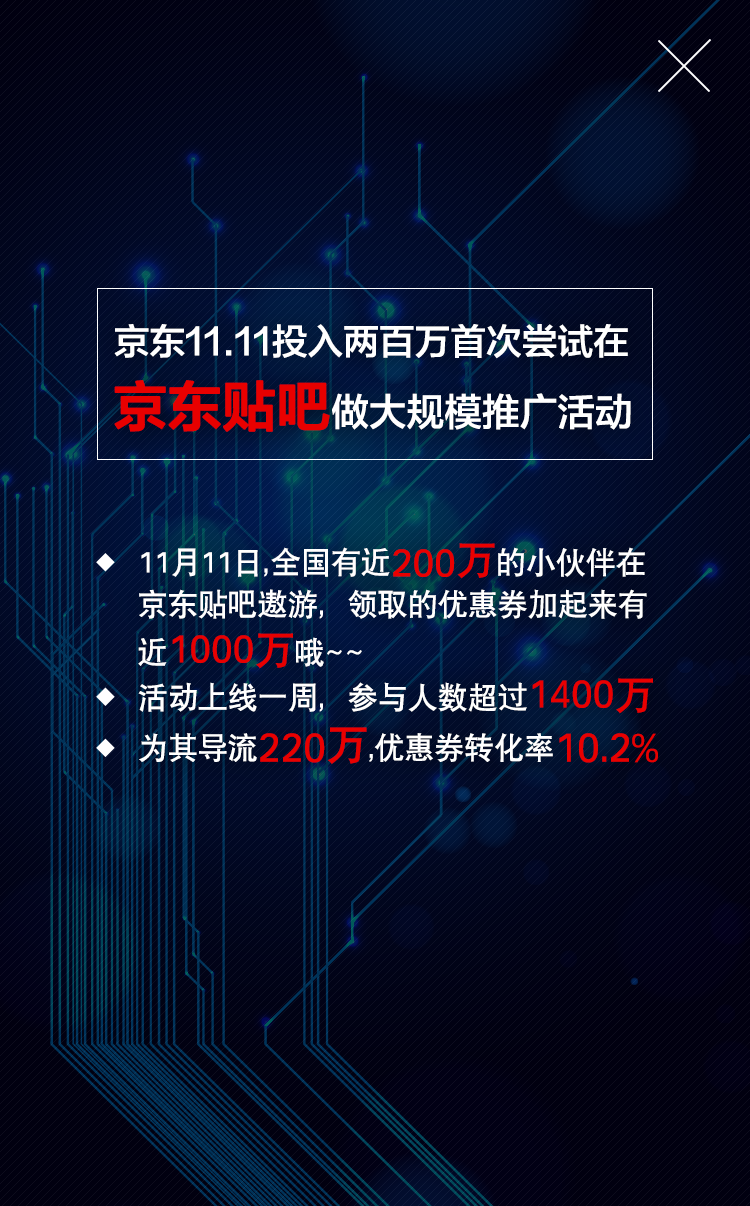 京东11.11投入两百万首次尝试在
京东贴吧做大规模推广活动
11月11日,全国有近200万的小伙伴在
京东贴吧遨游，领取的优惠券加起来有
近1000万哦~~
活动上线一周，参与人数超过1400万
为其导流220万,优惠券转化率10.2%